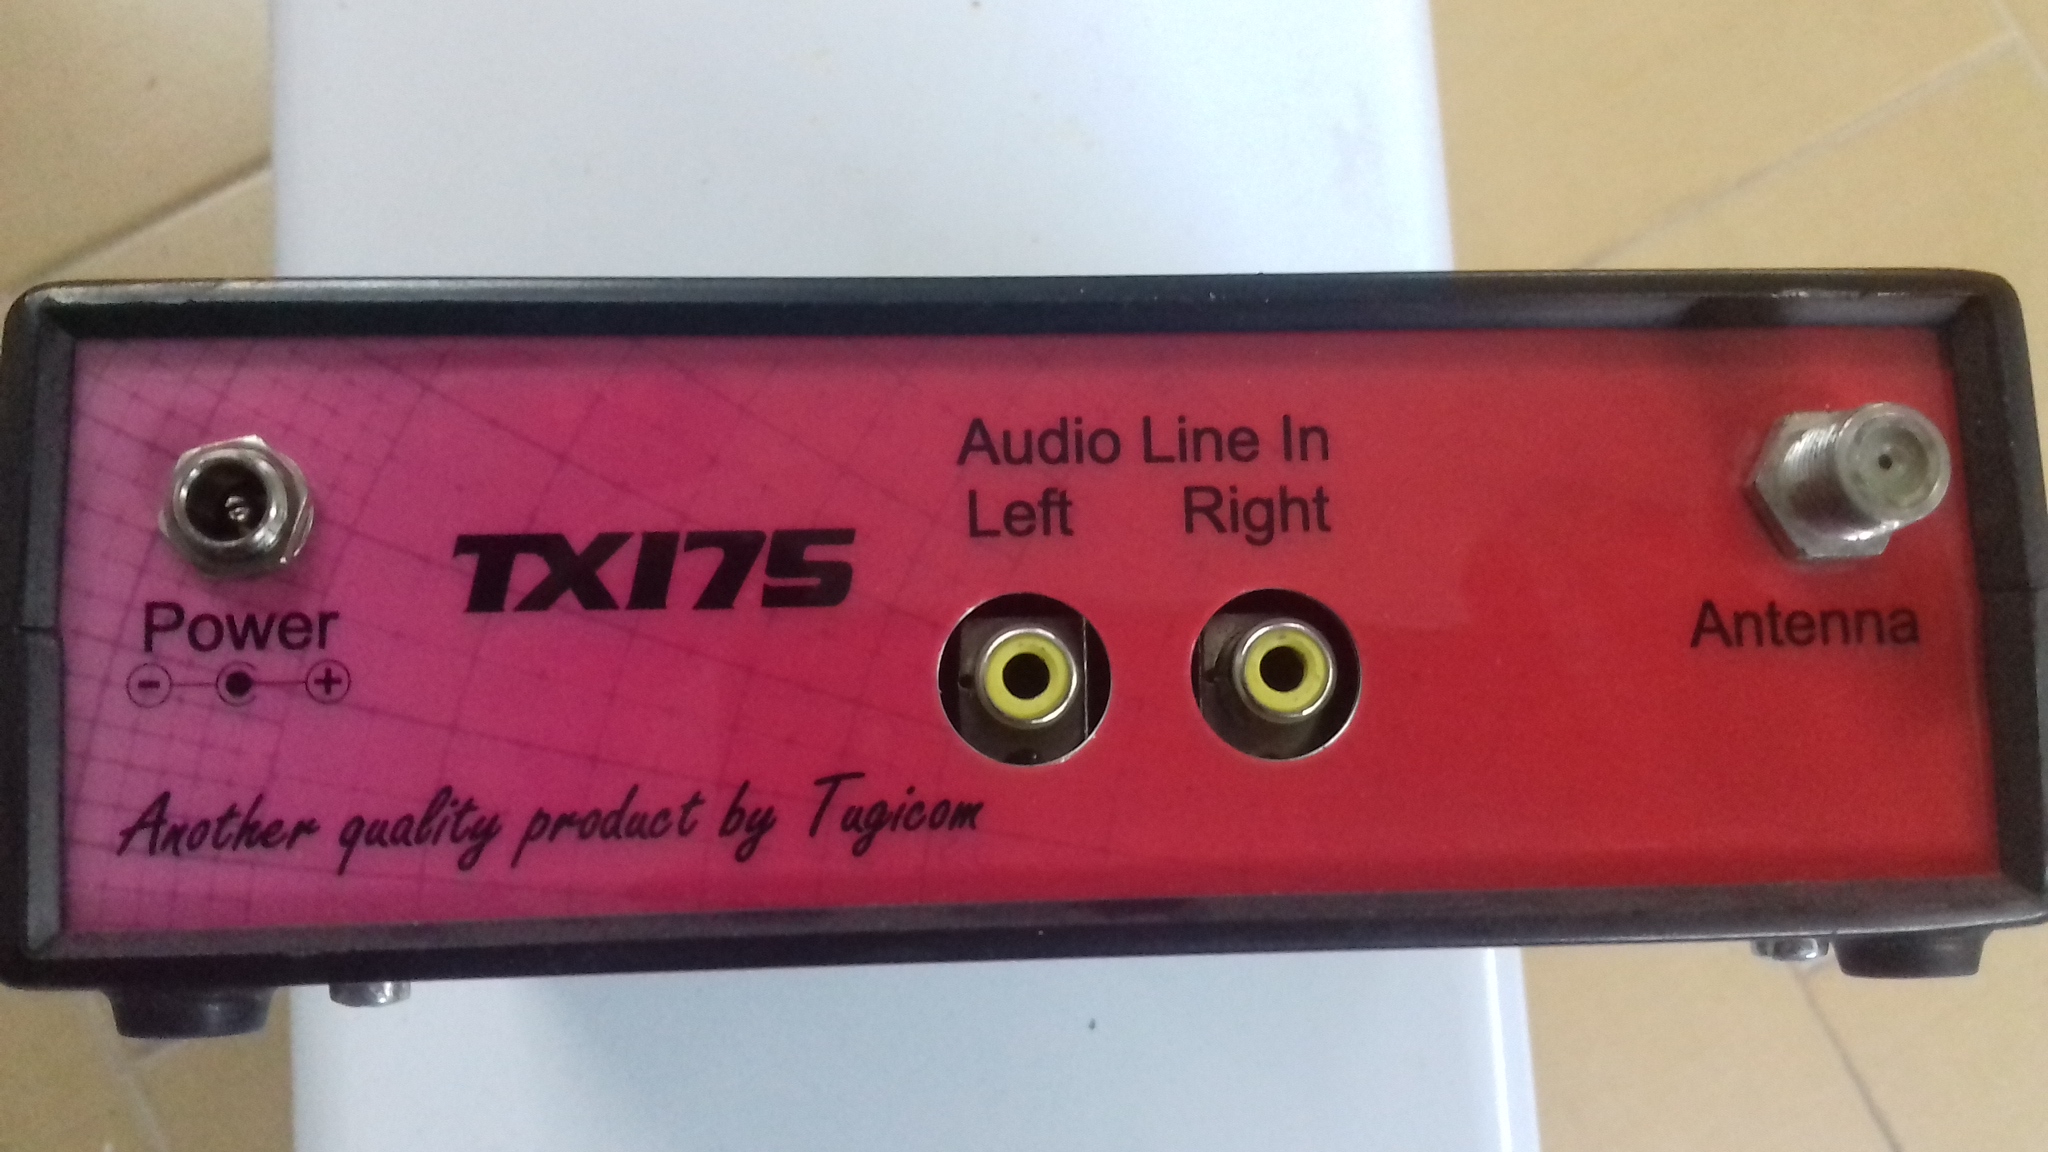 Audio Line In
Left Right
TX175
Power
- +
Antenna
Another quality product by Tugicom